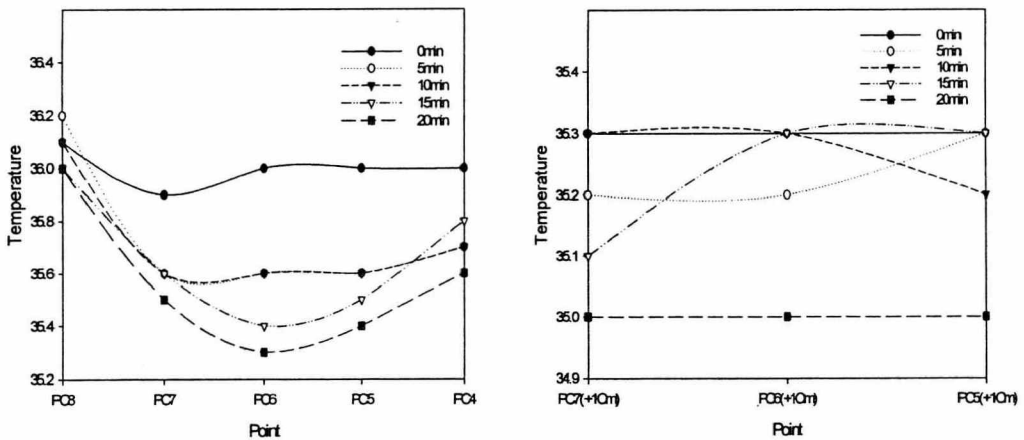 36.4
36.2
36.0
35.8
35.6
35.4
35.2
Temperature
0min
5min
10min
15min
20min
PC8 PC7 PC6 PC5 PC4
Point
35.4
35.3
35.2
35.1
35.0
34.9
Temperature
0min
5min
10min
15min
20min
PC7(+10m) PC6(+10m) PC5(+10m)
Point